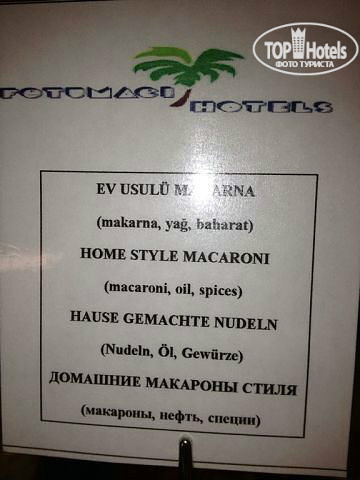 TOP Hotels
ФОТО ТУРИСТА
POTOMACI HOTELS
EV USULÜ MAKARNA
(makarna, yağ, baharat)
HOME STYLE MACARONI
(macaroni, oil, spices)
HAUSE GEMACHTE NUDELN
(Nudeln, Öl, Gewürze)
ДОМАШНИЕ МАКАРОНЫ СТИЛЯ
(макароны, нефть, специи)